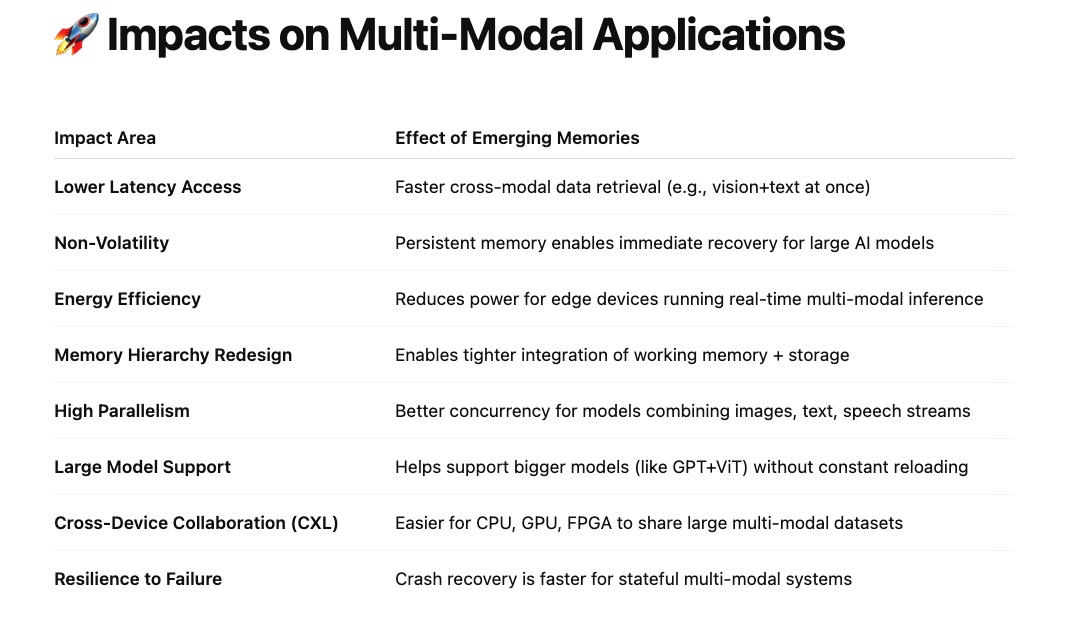 🚀 Impacts on Multi-Modal Applications
Impact Area Effect of Emerging Memories
Lower Latency Access Faster cross-modal data retrieval (e.g., vision+text at once)
Non-Volatility Persistent memory enables immediate recovery for large AI models
Energy Efficiency Reduces power for edge devices running real-time multi-modal inference
Memory Hierarchy Redesign Enables tighter integration of working memory + storage
High Parallelism Better concurrency for models combining images, text, speech streams
Large Model Support Helps support bigger models (like GPT+ViT) without constant reloading
Cross-Device Collaboration (CXL) Easier for CPU, GPU, FPGA to share large multi-modal datasets
Resilience to Failure Crash recovery is faster for stateful multi-modal systems